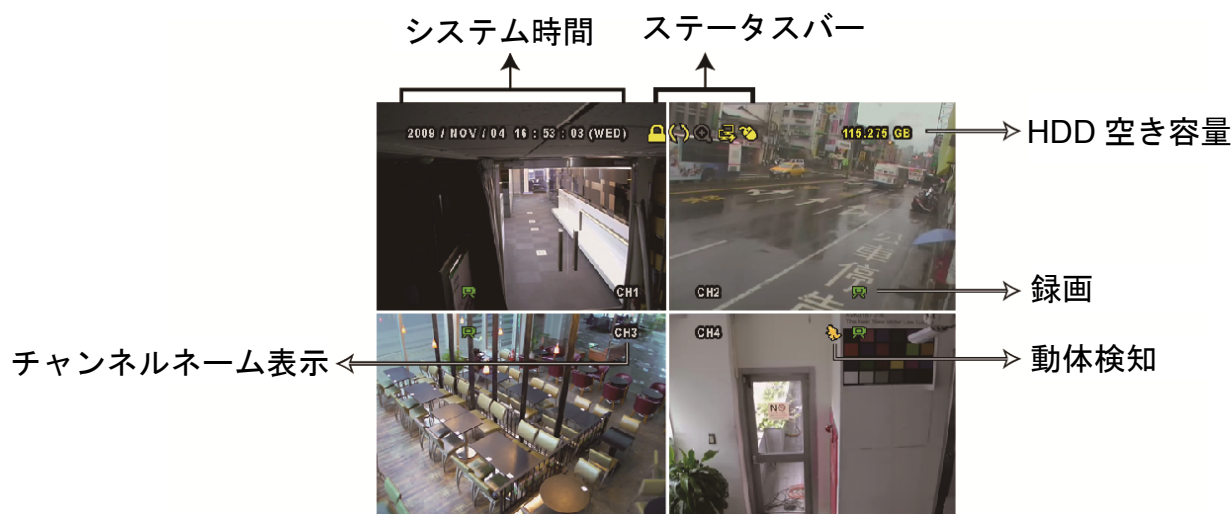 システム時間
ステータスバー
2009 / NOV / 04 16 : 53 : 03 (WED)
115.275 GB
HDD 空き容量
CH1
CH2
録画
CH3
CH4
チャンネルネーム表示
動体検知